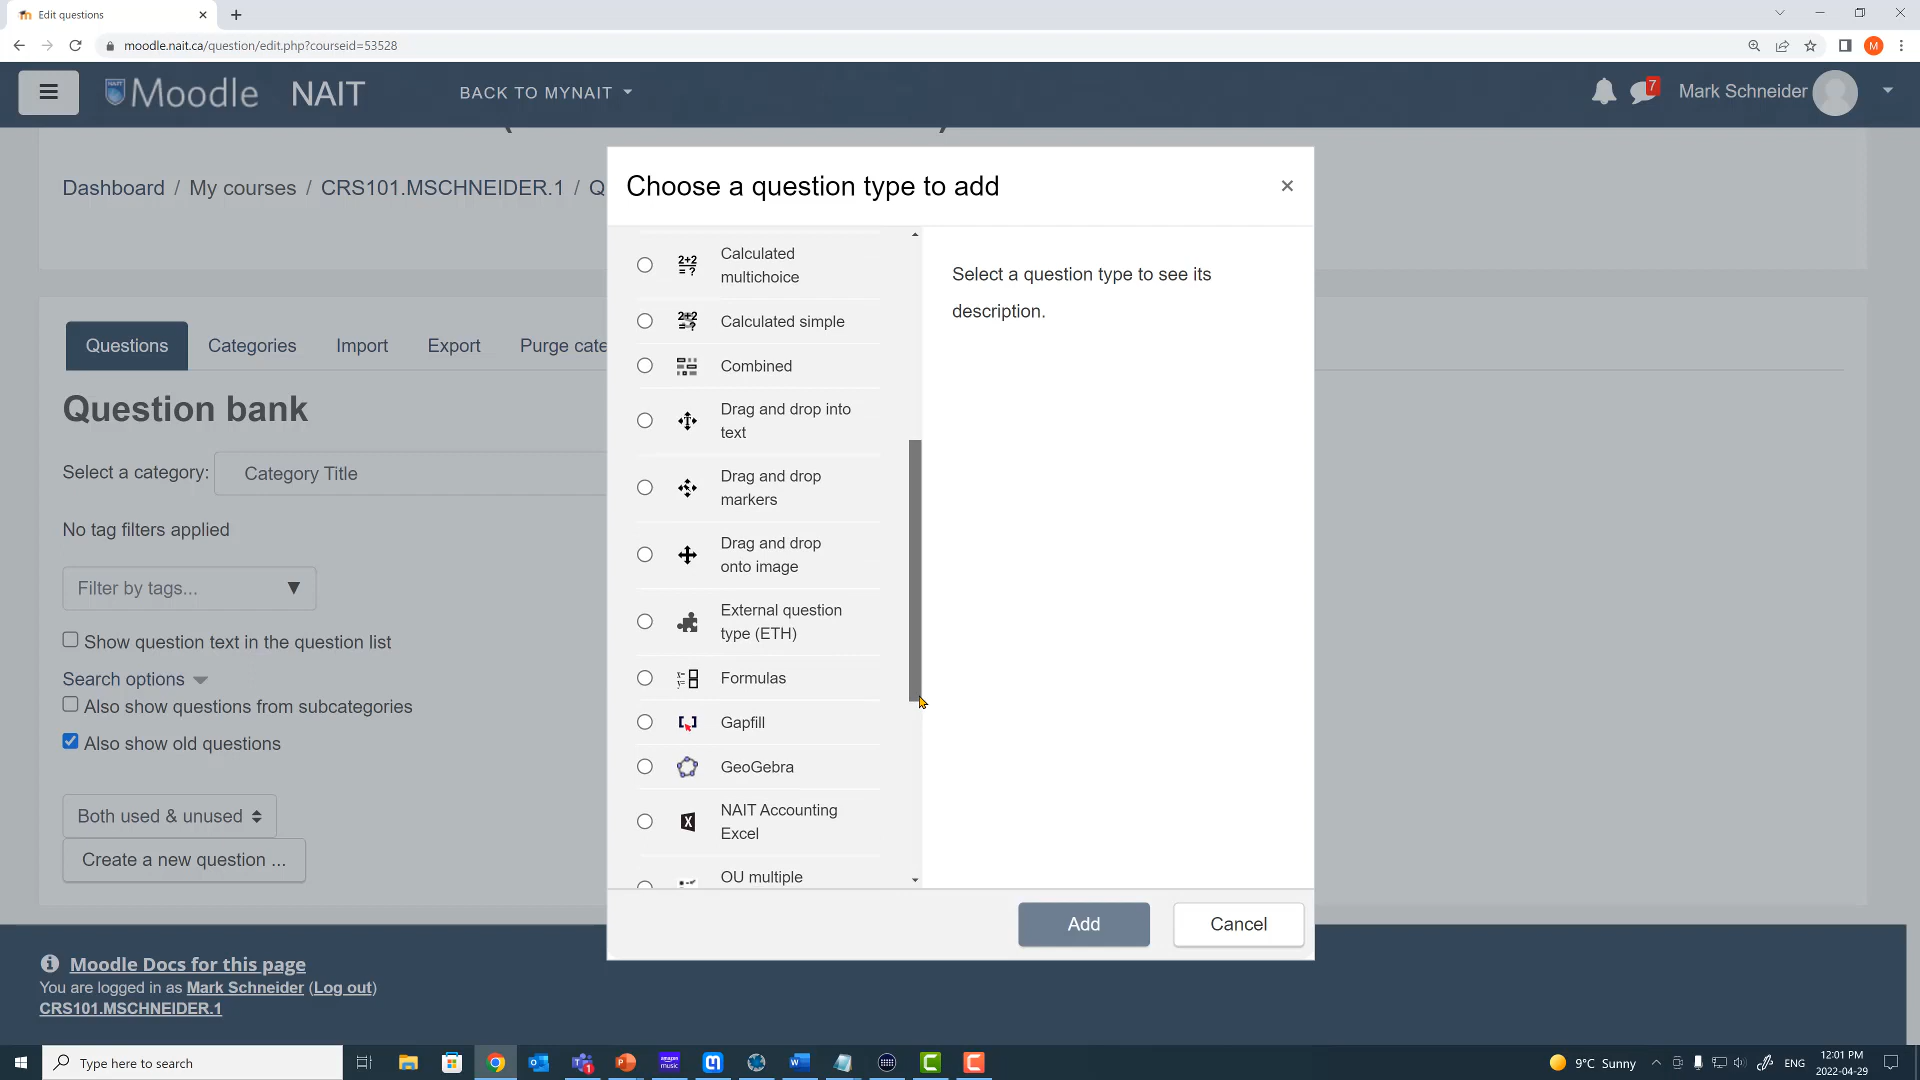 Edit questions
moodle.nait.ca/question/edit.php?courseid=53528
M
Moodle NAIT BACK TO MYNAIT 7 Mark Schneider
Dashboard / My courses / CRS101.MSCHNEIDER.1 / Q
Choose a question type to add
Calculated
multichoice
Calculated simple
Combined
Drag and drop into
text
Drag and drop
markers
Drag and drop
onto image
External question
type (ETH)
Formulas
Gapfill
GeoGebra
NAIT Accounting
Excel
OU multiple
Select a question type to see its
description.
Add Cancel
Questions Categories Import Export Purge cate
Question bank
Select a category: Category Title
No tag filters applied
Filter by tags...
Show question text in the question list
Search options
Also show questions from subcategories
Also show old questions
Both used & unused
Create a new question ...
Moodle Docs for this page
You are logged in as Mark Schneider (Log out)
CRS101.MSCHNEIDER.1
Type here to search
9°C Sunny
ENG
12:01 PM
2022-04-29